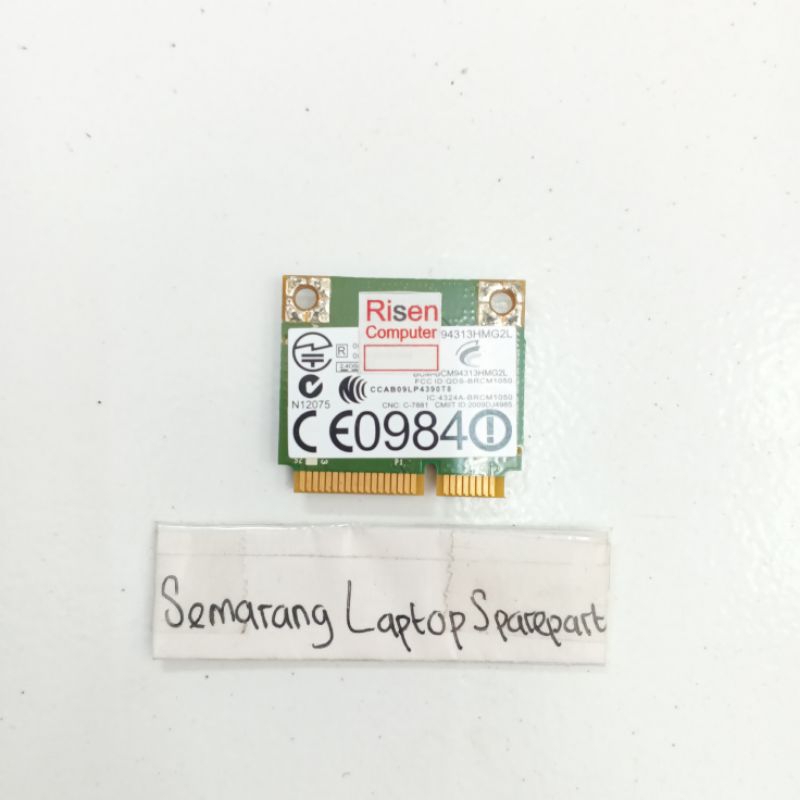 Risen
Computer
94313HMG2L
R
BCM94313HMG2L
FCC ID:QDS-BRCM1050
CCAB09LP4390T8
IC:4324A-BRCM1050
N12075
CNC: C-7881 CMIIT ID:2009DJ4985
CE0984
P1
Semarang Laptop Sparepart